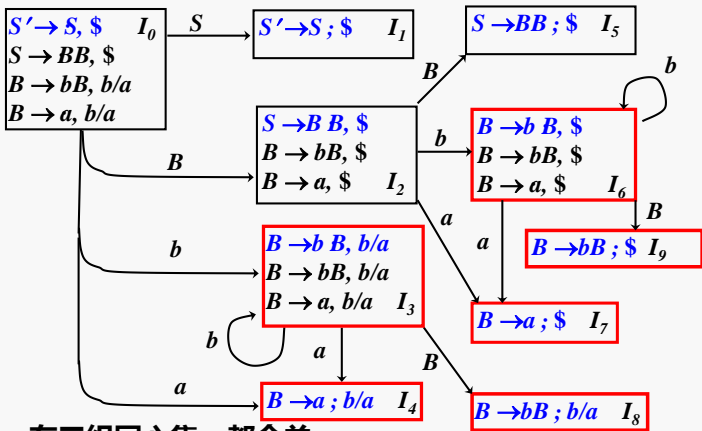 S′→S, $ I0
S→BB, $
B→bB, b/a
B→a, b/a
S
S′→S ; $ I1
S→BB ; $ I5
B
b
S→B B, $
B→bB, $
B→a, $ I2
b
B→b B, $
B→bB, $
B→a, $ I6
B
B
a
a
B→bB ; $ I9
b
B→b B, b/a
B→bB, b/a
B→a, b/a I3
B→a ; $ I7
b
a
B
a
B→a ; b/a I4
B→bB ; b/a I8